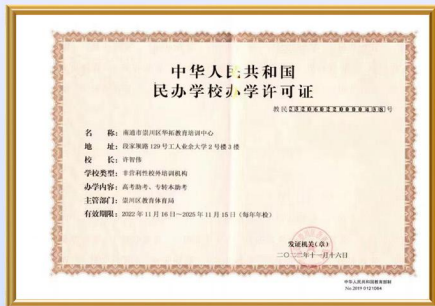 中华人民共和国
民办学校办学许可证
名 称: 南通市崇川区华拓教育培训中心
地 址: 段家坝路129号工人业余大学2号楼3楼
校 长: 许智伟
学校类型: 非营利性校外培训机构
办学内容: 高考助考、专转本助考
主管部门: 崇川区教育体育局
有效期限: 2022年11月16日~2025年11月15日(每年年检)
发证机关(章)
二〇二二年十一月十六日
中华人民共和国教育部制
No.2019 0121084